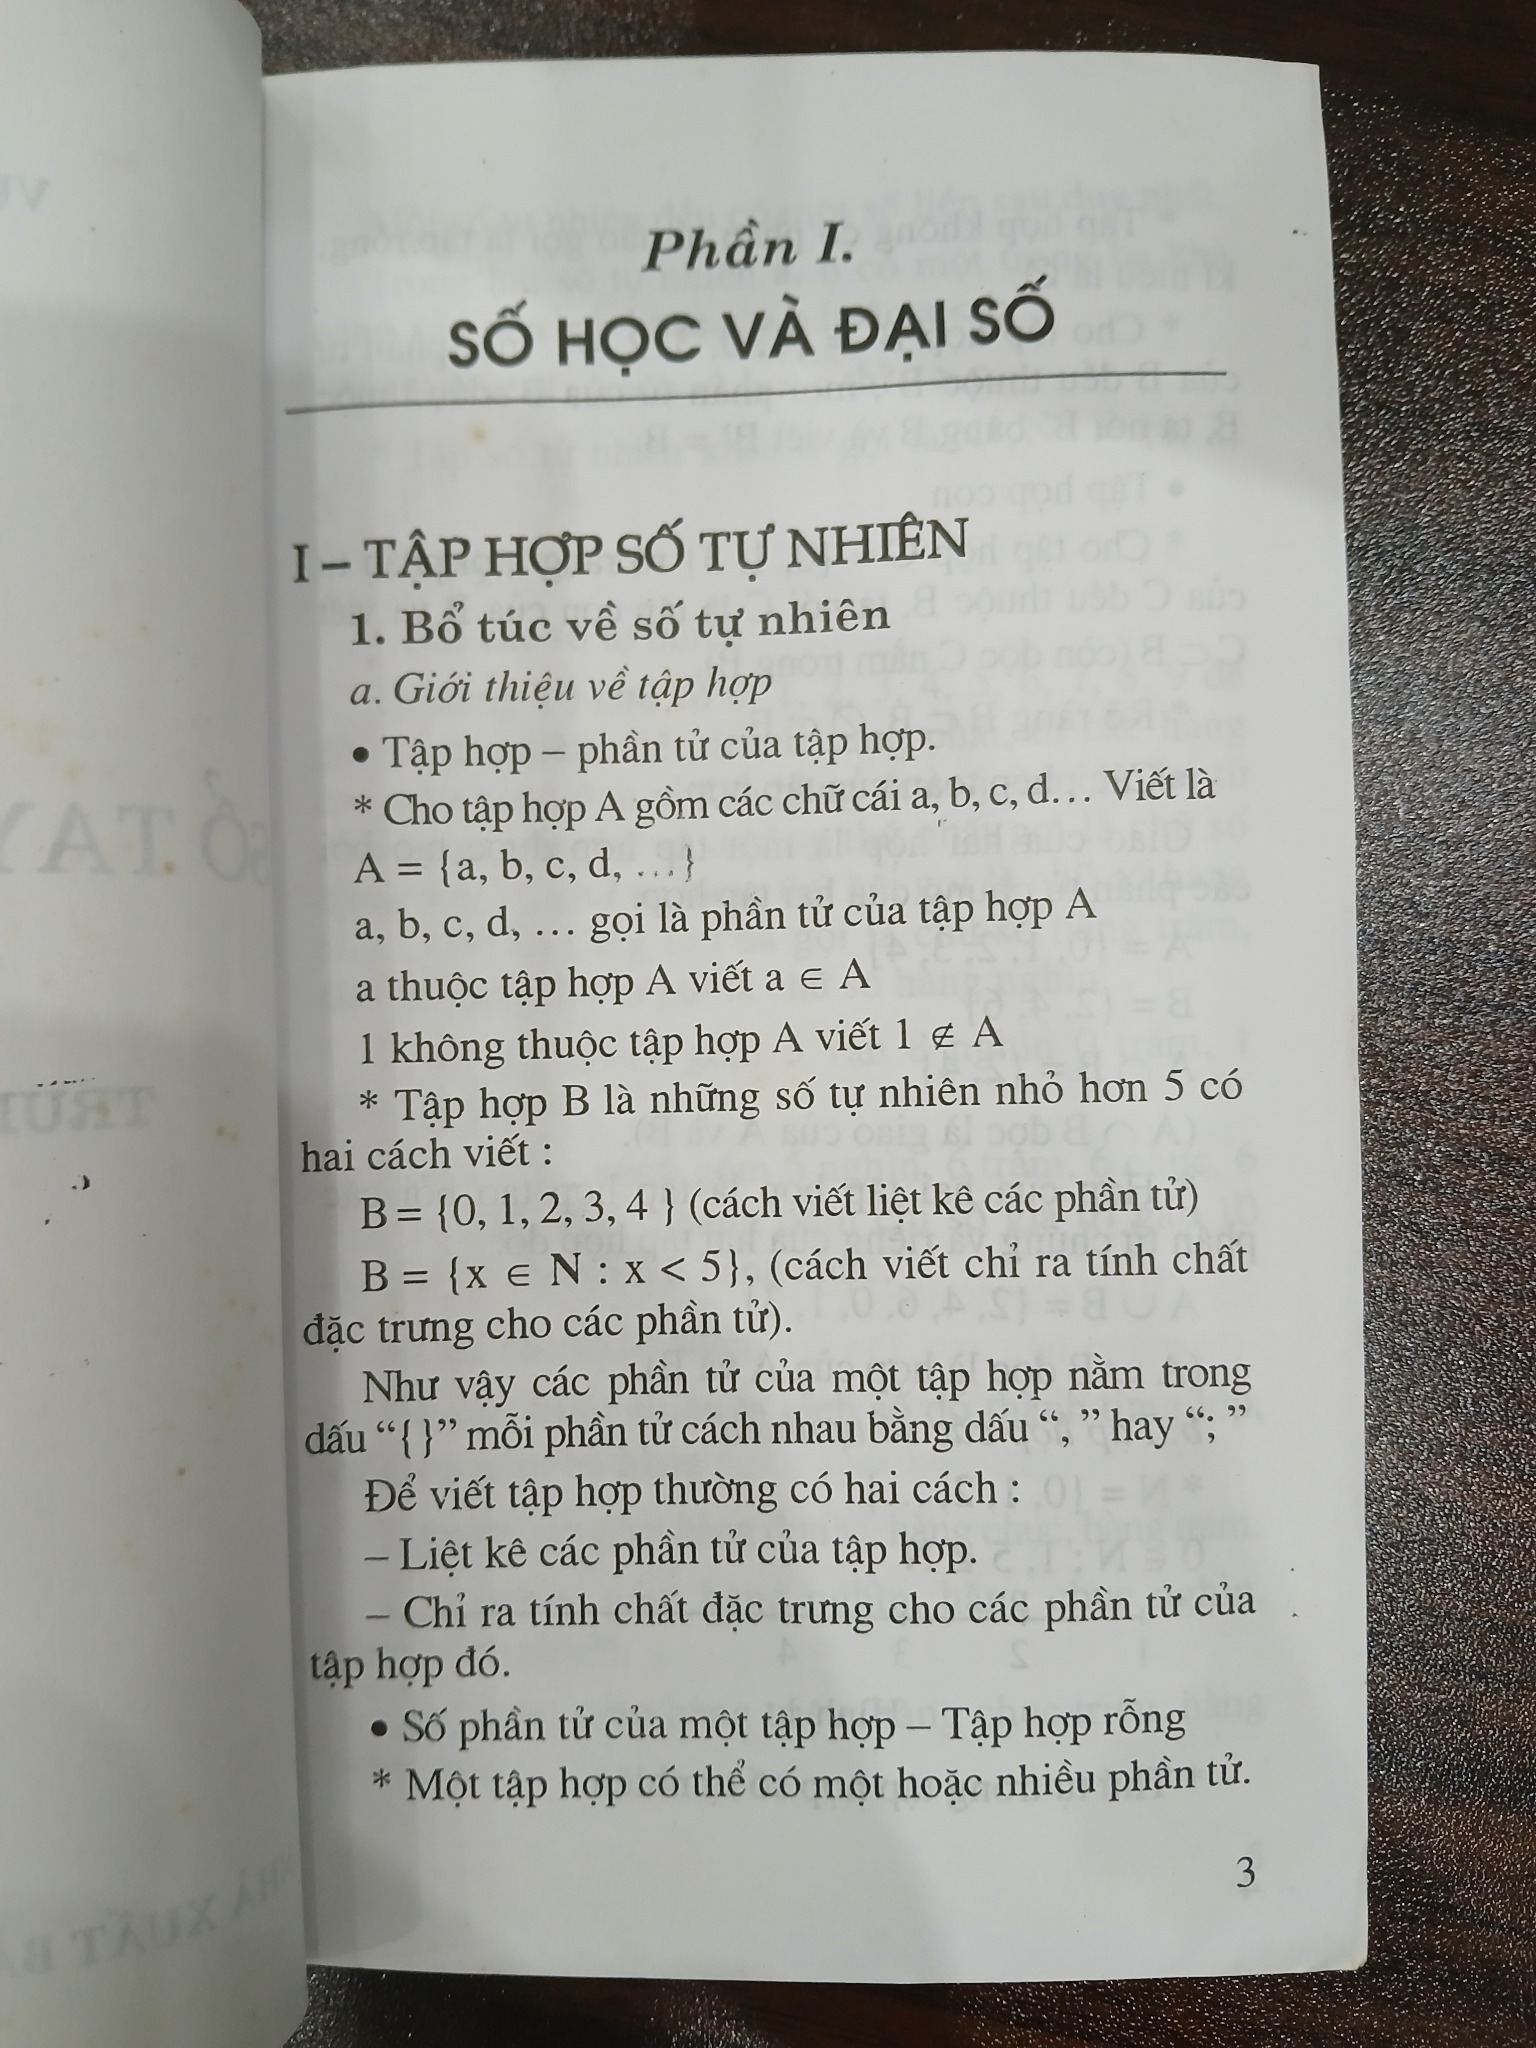 Phần I.
SỐ HỌC VÀ ĐẠI SỐ
I – TẬP HỢP SỐ TỰ NHIÊN
1. Bổ túc về số tự nhiên
a. Giới thiệu về tập hợp
• Tập hợp – phần tử của tập hợp.
* Cho tập hợp A gồm các chữ cái a, b, c, d… Viết là
A = {a, b, c, d, …}
a, b, c, d, … gọi là phần tử của tập hợp A
a thuộc tập hợp A viết a ∈ A
1 không thuộc tập hợp A viết 1 ∉ A
* Tập hợp B là những số tự nhiên nhỏ hơn 5 có
hai cách viết :
B = {0, 1, 2, 3, 4 } (cách viết liệt kê các phần tử)
B = {x ∈ N : x < 5}, (cách viết chỉ ra tính chất
đặc trưng cho các phần tử).
Như vậy các phần tử của một tập hợp nằm trong
dấu “{ }” mỗi phần tử cách nhau bằng dấu “, ” hay “; ”
Để viết tập hợp thường có hai cách :
– Liệt kê các phần tử của tập hợp.
– Chỉ ra tính chất đặc trưng cho các phần tử của
tập hợp đó.
• Số phần tử của một tập hợp – Tập hợp rỗng
* Một tập hợp có thể có một hoặc nhiều phần tử.
3